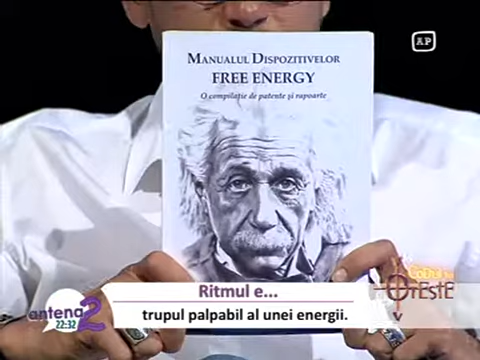 AP
MANUALUL DISPOZITIVELOR
FREE ENERGY
O compilație de patente și rapoarte
Ritmul e...
trupul palpabil al unei energii.
antena 2
22:32